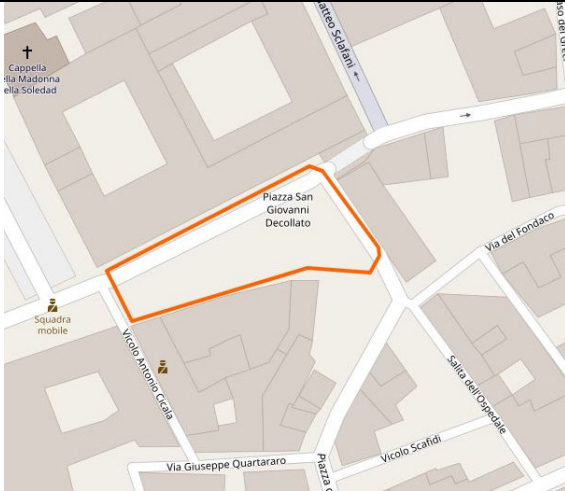 Cappella
ella Madonna
ella Soledad
atteo Sclafani
Piazza San
Giovanni
Decollato
Via del Fondaco
Squadra
mobile
Vicolo Antonio Cicala
Salita dell'Ospedale
Vicolo Scafidi
Via Giuseppe Quartararo
Piazza